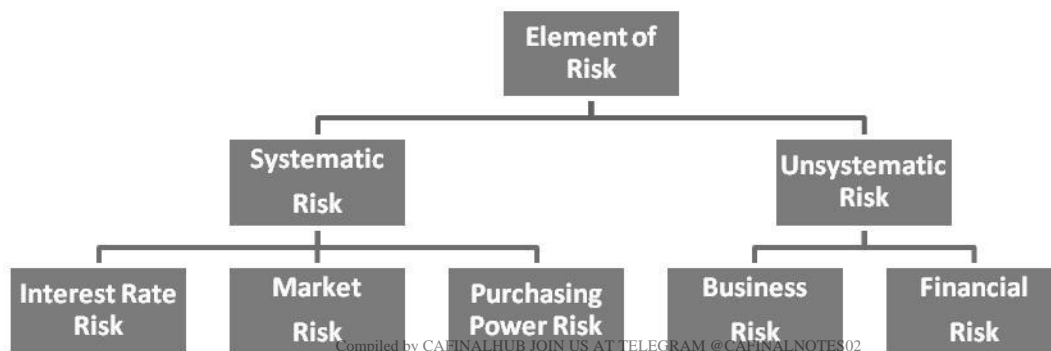 Element of
Risk
Systematic
Risk
Unsystematic
Risk
Interest Rate
Risk
Market
Risk
Purchasing
Power Risk
Business
Risk
Financial
Risk
Compiled by CAFINALHUB JOIN US AT TELEGRAM @CAFINALNOTES02